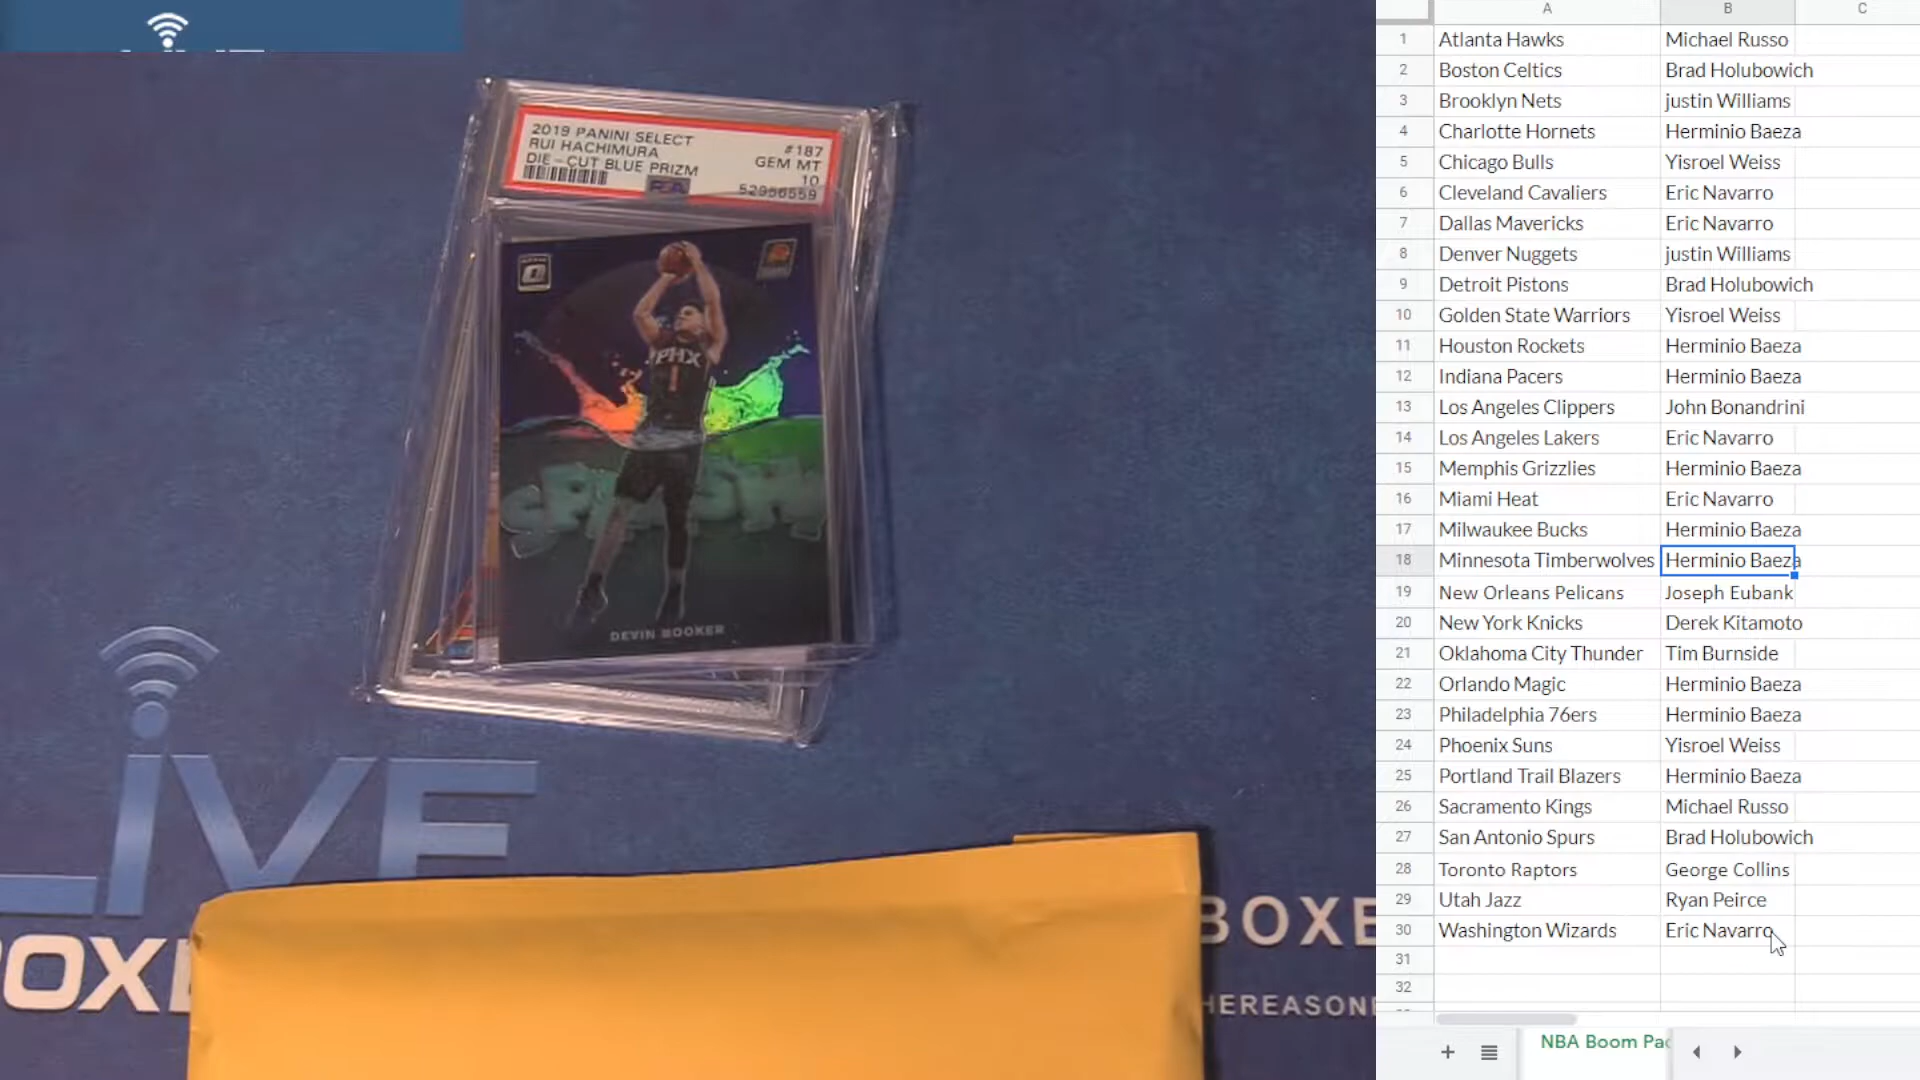 2019 PANINI SELECT
RUI HACHIMURA #187
DIE-CUT BLUE PRIZM GEM MT
10
PSA 52956559
PHX
1
SPLASH
DEVIN BOOKER
LIVE
BOXE
BOXE
HEREASON
A B C
1 Atlanta Hawks Michael Russo
2 Boston Celtics Brad Holubowich
3 Brooklyn Nets justin Williams
4 Charlotte Hornets Herminio Baeza
5 Chicago Bulls Yisroel Weiss
6 Cleveland Cavaliers Eric Navarro
7 Dallas Mavericks Eric Navarro
8 Denver Nuggets justin Williams
9 Detroit Pistons Brad Holubowich
10 Golden State Warriors Yisroel Weiss
11 Houston Rockets Herminio Baeza
12 Indiana Pacers Herminio Baeza
13 Los Angeles Clippers John Bonandrini
14 Los Angeles Lakers Eric Navarro
15 Memphis Grizzlies Herminio Baeza
16 Miami Heat Eric Navarro
17 Milwaukee Bucks Herminio Baeza
18 Minnesota Timberwolves Herminio Baeza
19 New Orleans Pelicans Joseph Eubank
20 New York Knicks Derek Kitamoto
21 Oklahoma City Thunder Tim Burnside
22 Orlando Magic Herminio Baeza
23 Philadelphia 76ers Herminio Baeza
24 Phoenix Suns Yisroel Weiss
25 Portland Trail Blazers Herminio Baeza
26 Sacramento Kings Michael Russo
27 San Antonio Spurs Brad Holubowich
28 Toronto Raptors George Collins
29 Utah Jazz Ryan Peirce
30 Washington Wizards Eric Navarro
31
32
NBA Boom Pac